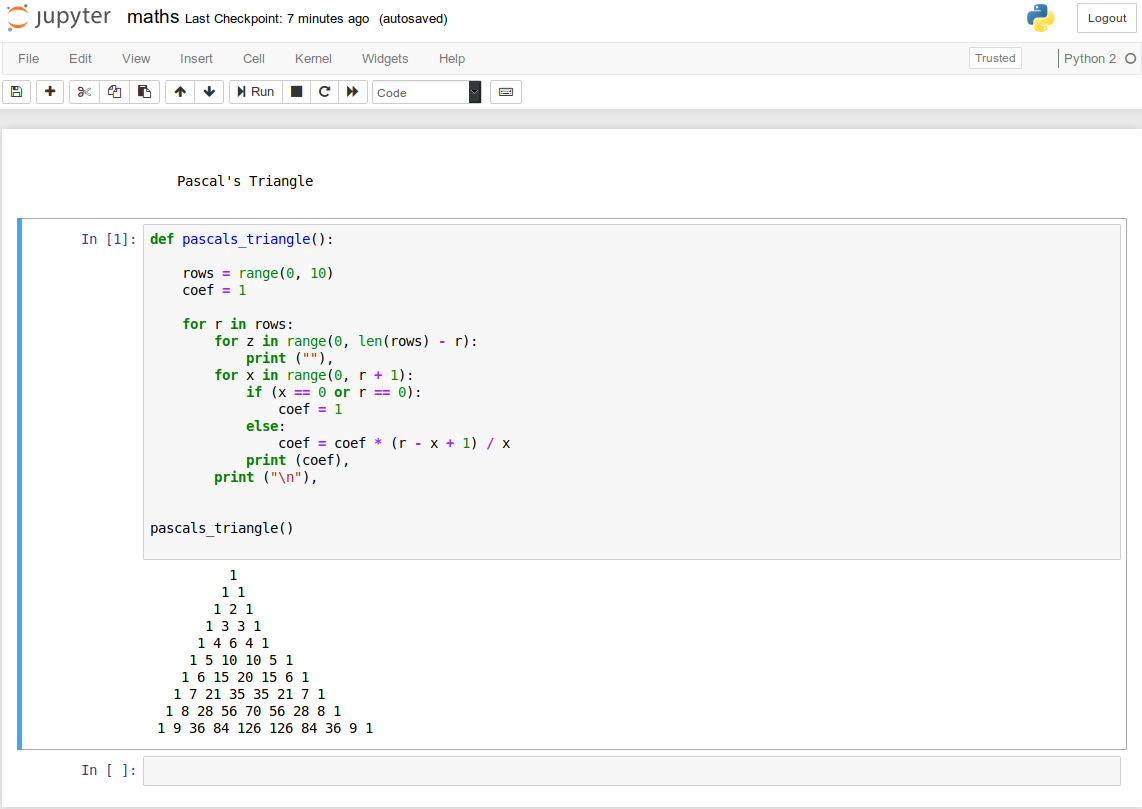 jupyter maths Last Checkpoint: 7 minutes ago (autosaved) Logout
File Edit View Insert Cell Kernel Widgets Help Trusted Python 2
Run Code
Pascal's Triangle
In [1]: def pascals_triangle():
    rows = range(0, 10)
    coef = 1
    for r in rows:
        for z in range(0, len(rows) - r):
            print (""),
        for x in range(0, r + 1):
            if (x == 0 or r == 0):
                coef = 1
            else:
                coef = coef * (r - x + 1) / x
            print (coef),
        print ("\n"),
pascals_triangle()
1
1 1
1 2 1
1 3 3 1
1 4 6 4 1
1 5 10 10 5 1
1 6 15 20 15 6 1
1 7 21 35 35 21 7 1
1 8 28 56 70 56 28 8 1
1 9 36 84 126 126 84 36 9 1
In [ ]: